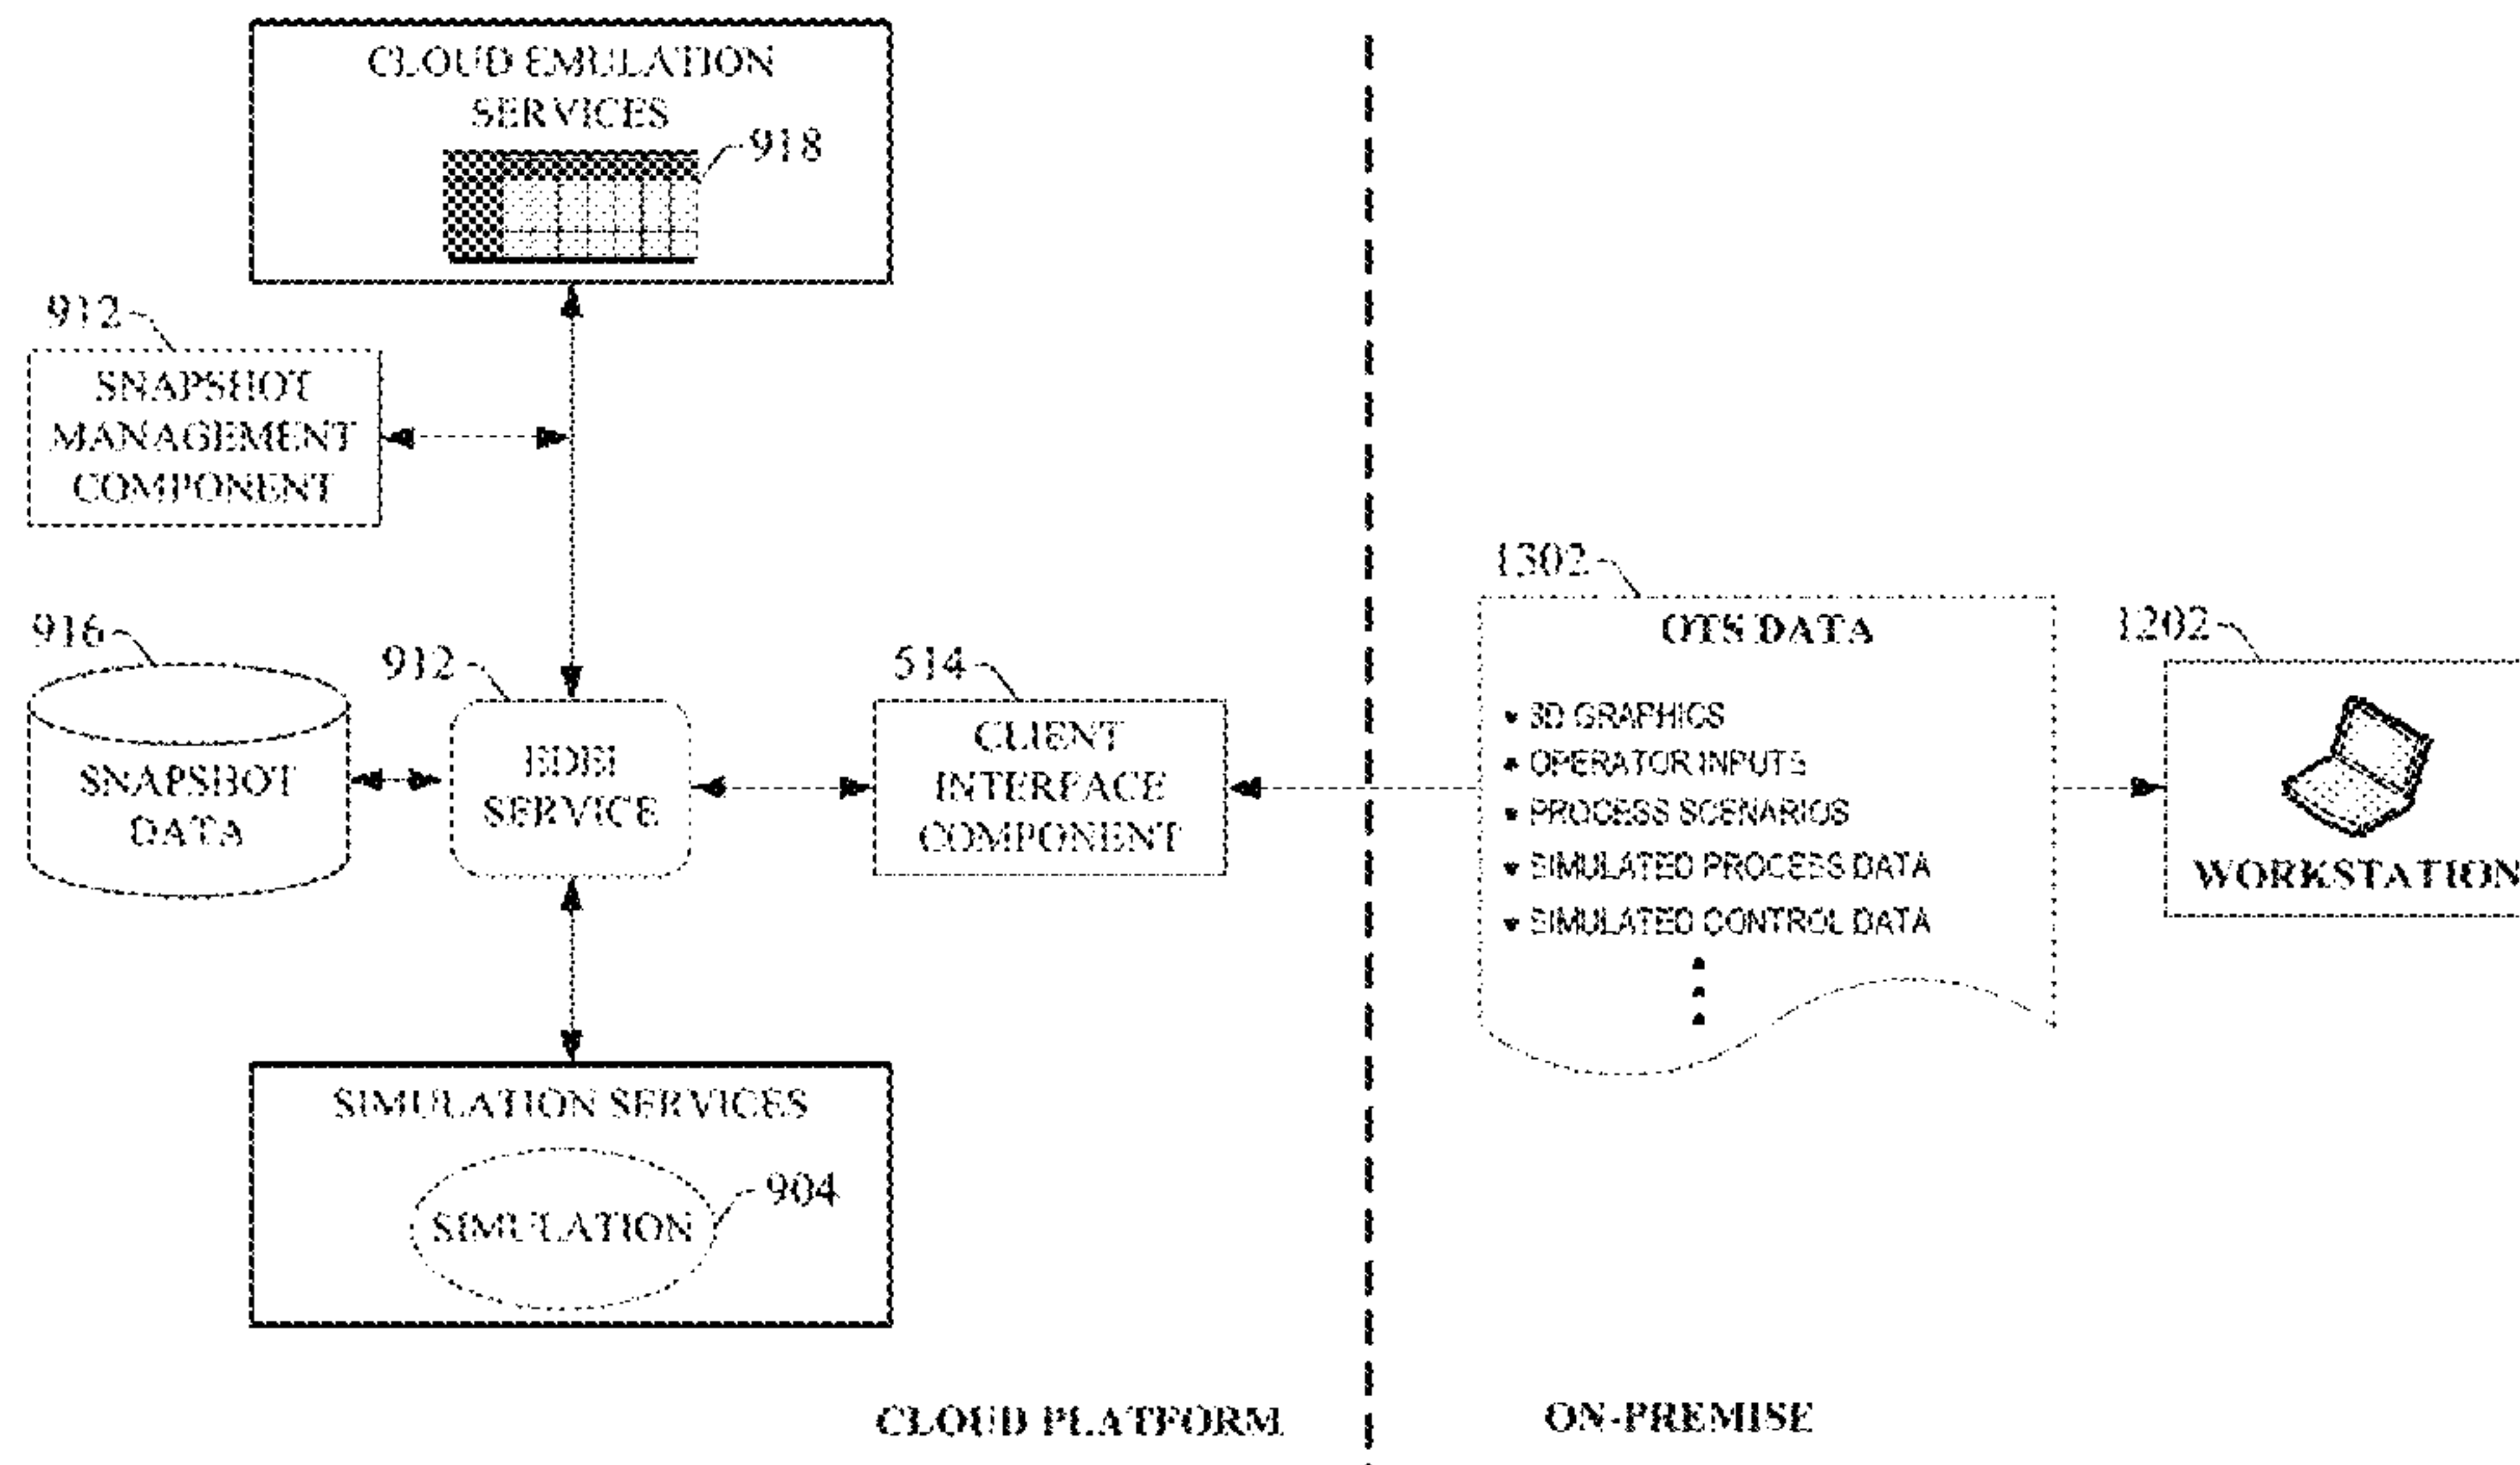 CLOUD EMULATION
SERVICES
918
912
SNAPSHOT
MANAGEMENT
COMPONENT
916
SNAPSHOT
DATA
912
SERVICE
514
CLIENT
INTERFACE
COMPONENT
1302
OTS DATA
• 3D GRAPHICS
• OPERATOR INPUTS
• PROCESS SCENARIOS
• SIMULATED PROCESS DATA
• SIMULATED CONTROL DATA
1202
WORKSTATION
SIMULATION SERVICES
SIMULATION
904
CLOUD PLATFORM
ON-PREMISE